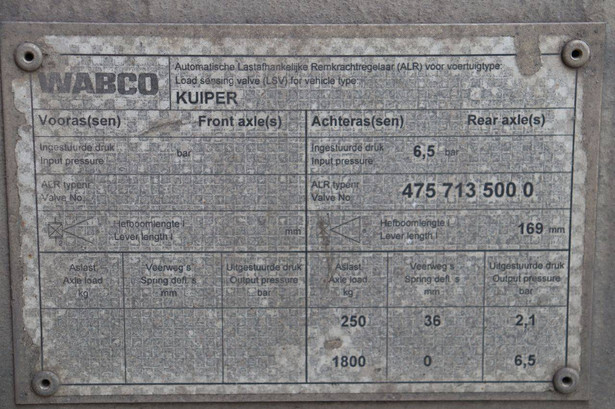 WABCO
Automatische Lastafhankelijke Remkrachtregelaar (ALR) voor voertuigtype:
Load sensing valve (LSV) for vehicle type:
KUIPER
Vooras(sen) Front axle(s) Achteras(sen) Rear axle(s)
Ingestuurde druk bar Ingestuurde druk 6,5 bar
Input pressure Input pressure
ALR typenr ALR typenr 475 713 500 0
Valve No. Valve No.
Hefboomlengte l mm Hefboomlengte l 169 mm
Lever length l Lever length l
Aslast Veerweg s Uitgestuurde druk Aslast Veerweg s Uitgestuurde druk
Axle load Spring defl. s Output pressure Axle load Spring defl. s Output pressure
kg mm bar kg mm bar
250 36 2,1
1800 0 6,5